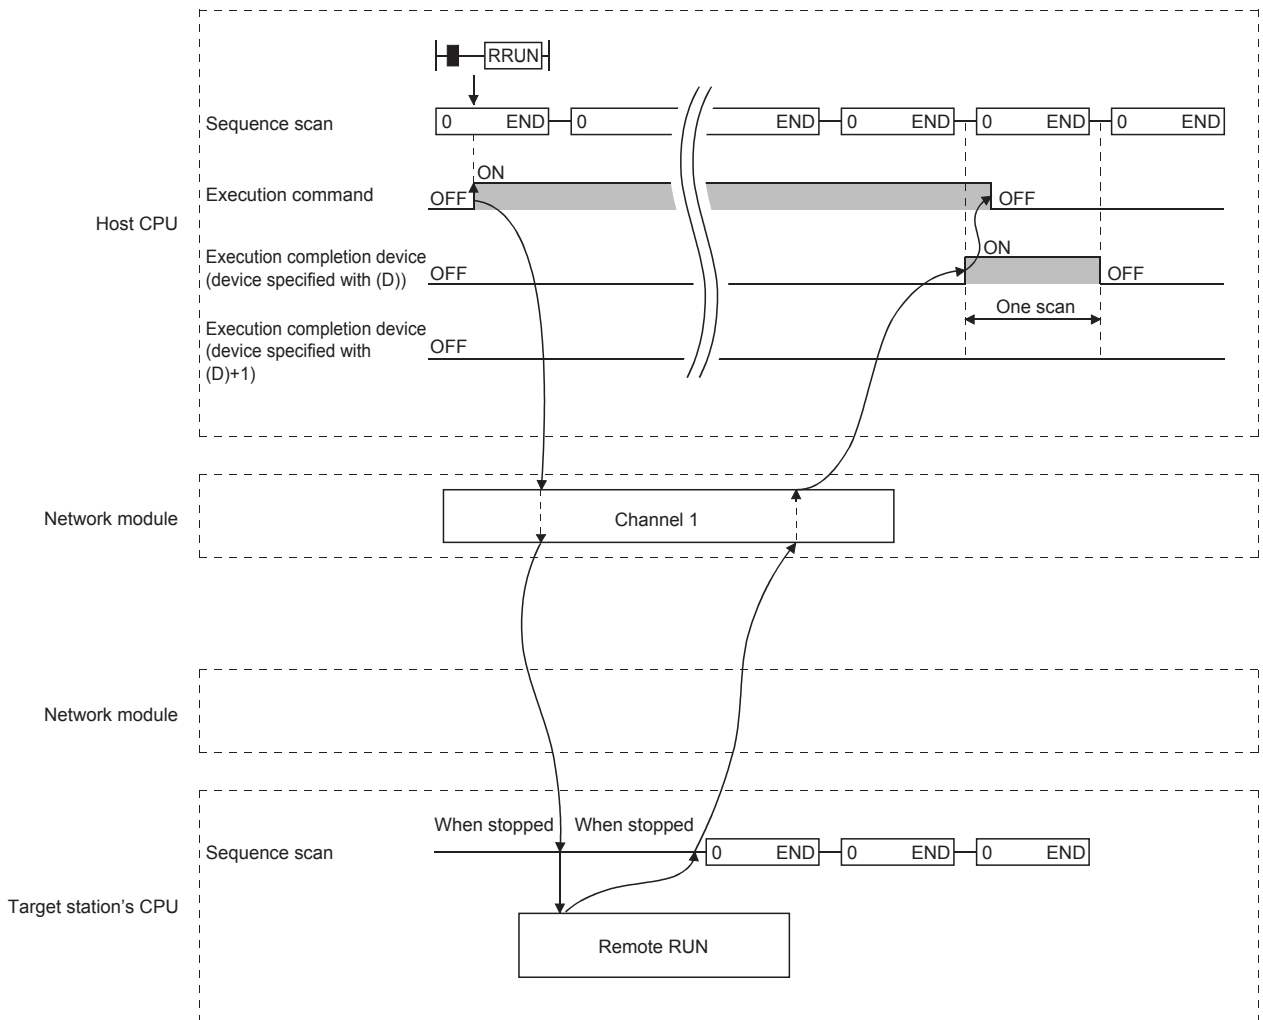 RRUN
Sequence scan
0 END 0 END 0 END 0 END 0 END
ON
Execution command
OFF
OFF
Host CPU
Execution completion device
(device specified with (D))
OFF
ON
OFF
One scan
Execution completion device
(device specified with
(D)+1)
OFF
Network module
Channel 1
Network module
When stopped
When stopped
Sequence scan
0 END 0 END 0 END
Target station's CPU
Remote RUN